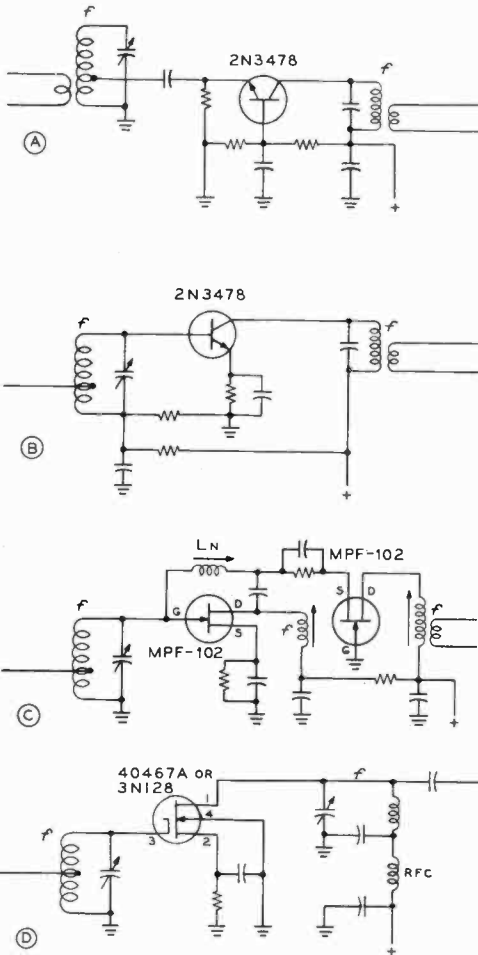 f
2N3478
f
A
+
2N3478
f
f
B
+
LN
MPF-102
S
D
f
G
D
S
f
G
MPF-102
f
C
+
40467A OR
3N128
f
1
4
3
2
f
RFC
D
+